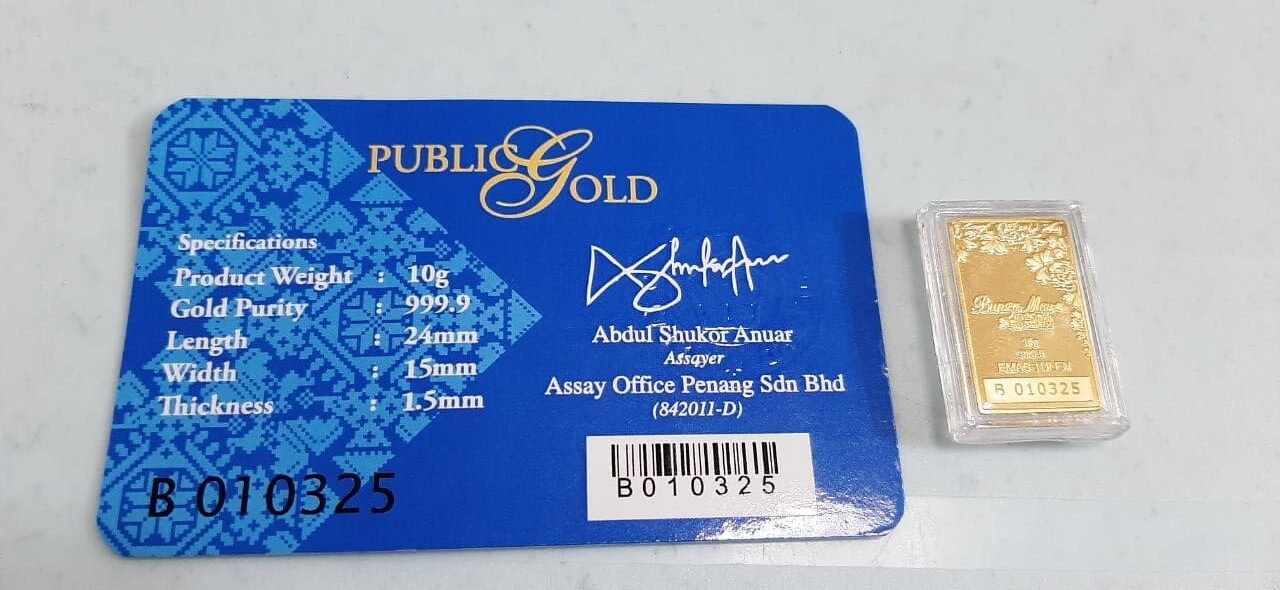 PUBLIC GOLD
Specifications
Product Weight : 10g
Gold Purity : 999.9
Length : 24mm
Width : 15mm
Thickness : 1.5mm
B 010325
Abdul Shukor Anuar
Assayer
Assay Office Penang Sdn Bhd
(842011-D)
B010325
10g
999.9
EMAS TULEN
B 010325